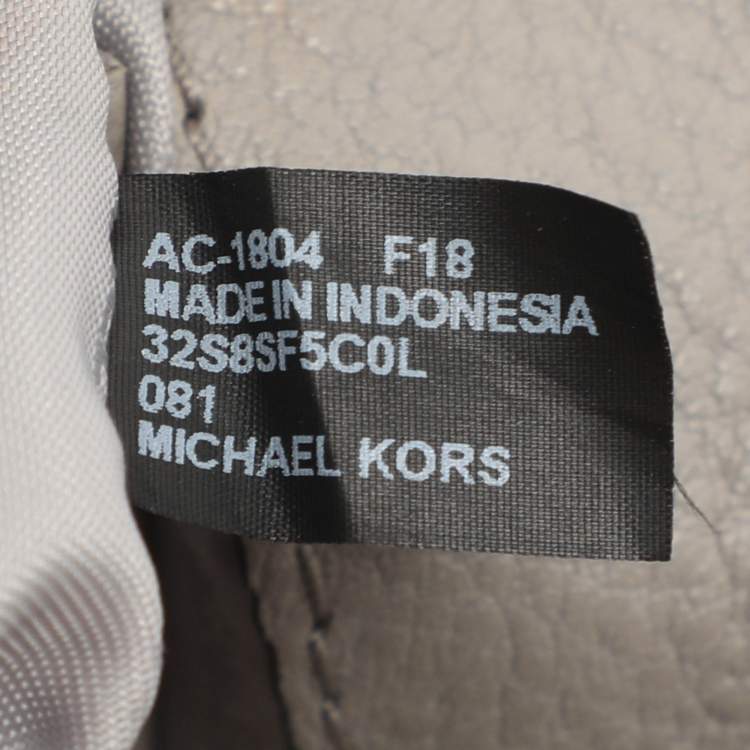 AC-1804 F18
MADE IN INDONESIA
32S8SF5C0L
081
MICHAEL KORS